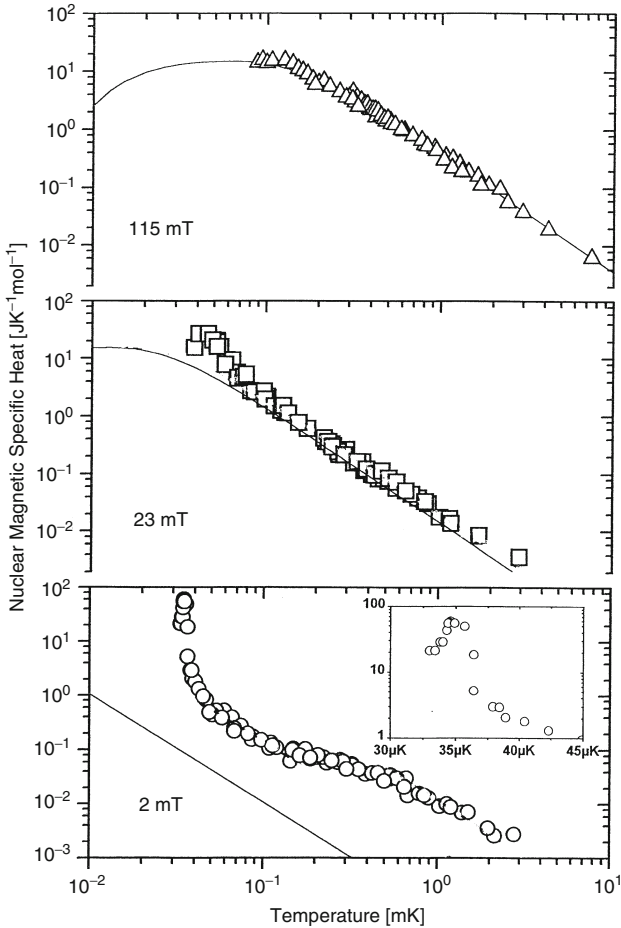 10²
10¹
10⁰
10⁻¹
10⁻²
115 mT
10²
10¹
10⁰
10⁻¹
10⁻²
23 mT
Nuclear Magnetic Specific Heat [JK⁻¹mol⁻¹]
10²
10¹
10⁰
10⁻¹
10⁻²
10⁻³
2 mT
100
10
1
30µK 35µK 40µK 45µK
10⁻² 10⁻¹ 10⁰ 10¹
Temperature [mK]